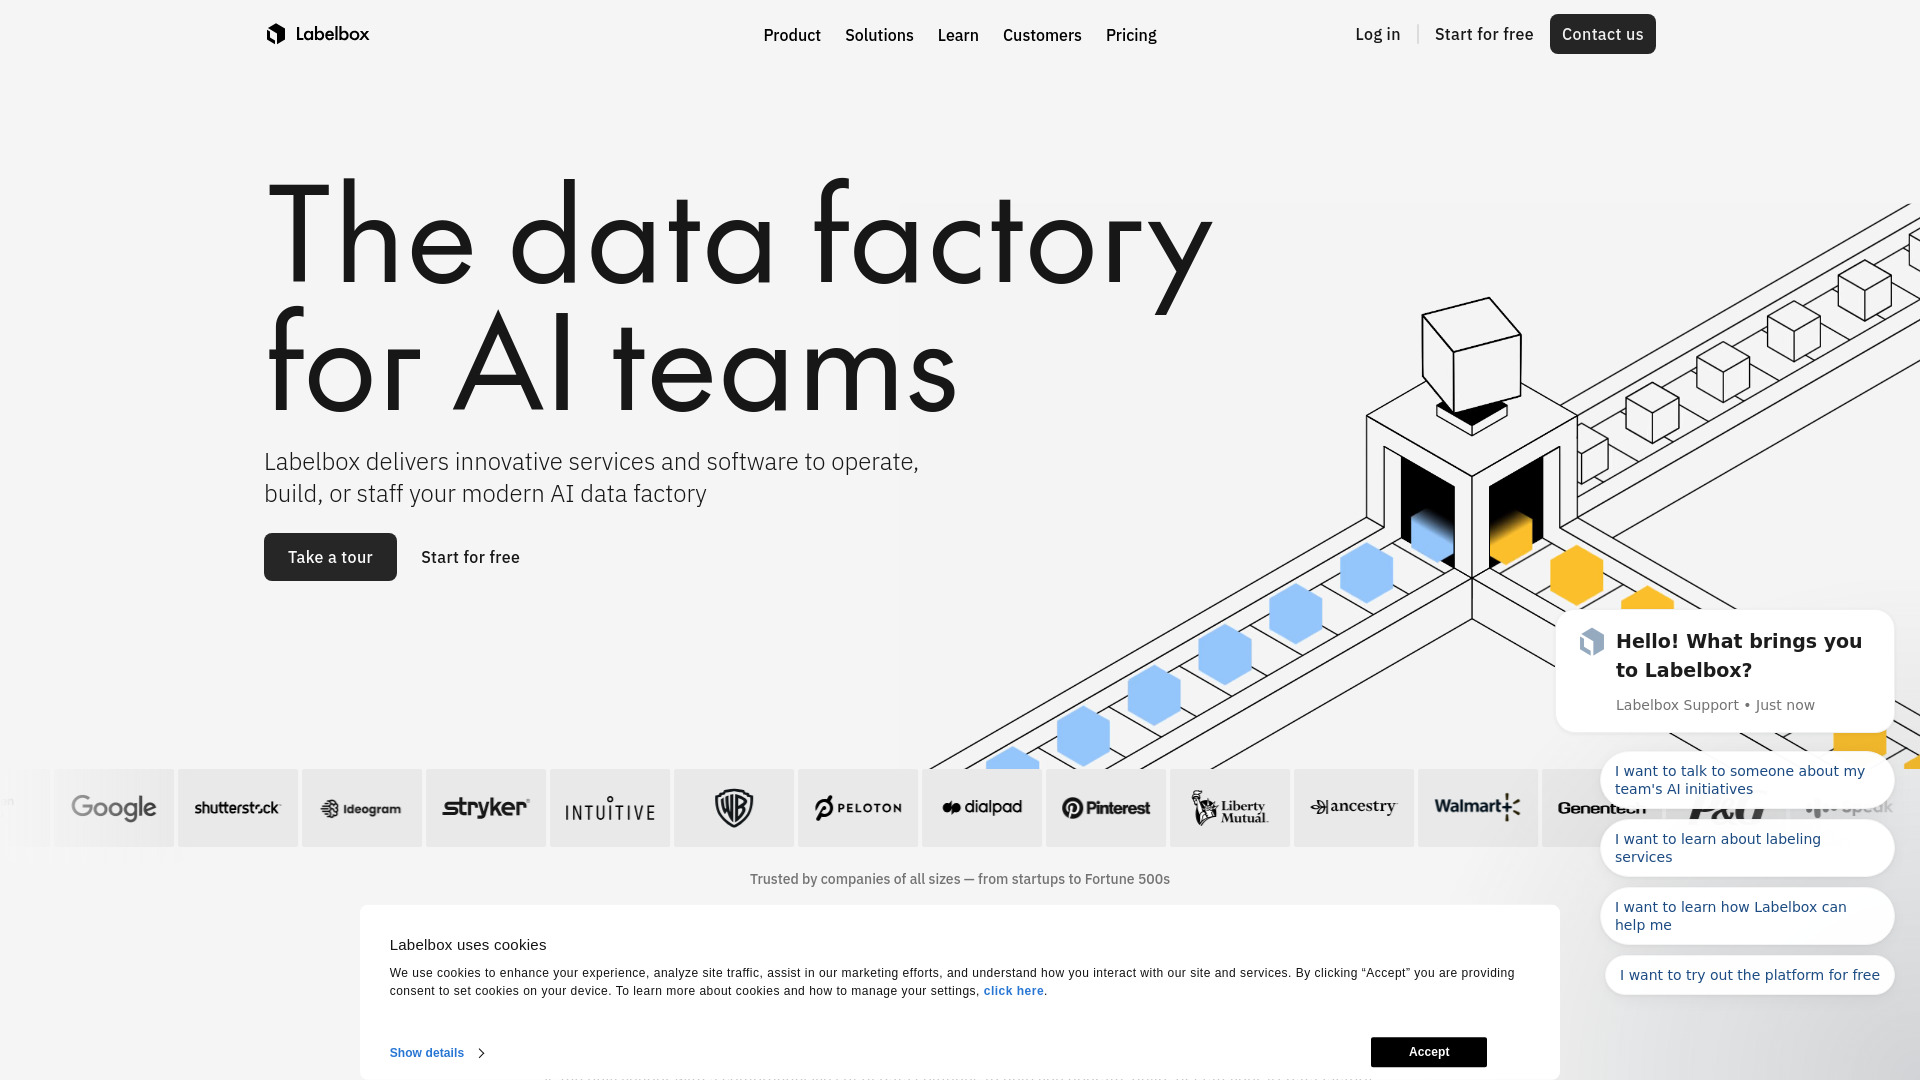 Labelbox
Product
Solutions
Learn
Customers
Pricing
Log in
Start for free
Contact us
The data factory
for AI teams
Labelbox delivers innovative services and software to operate,
build, or staff your modern AI data factory
Take a tour
Start for free
Google
shutterstock
Ideogram
stryker
INTUITIVE
WB
PELOTON
dialpad
Pinterest
Liberty
Mutual.
ancestry
Walmart
Genentech
Speak
Trusted by companies of all sizes — from startups to Fortune 500s
Hello! What brings you
to Labelbox?
Labelbox Support • Just now
I want to talk to someone about my
team's AI initiatives
I want to learn about labeling
services
I want to learn how Labelbox can
help me
I want to try out the platform for free
Labelbox uses cookies
We use cookies to enhance your experience, analyze site traffic, assist in our marketing efforts, and understand how you interact with our site and services. By clicking “Accept” you are providing
consent to set cookies on your device. To learn more about cookies and how to manage your settings, click here.
Show details
Accept